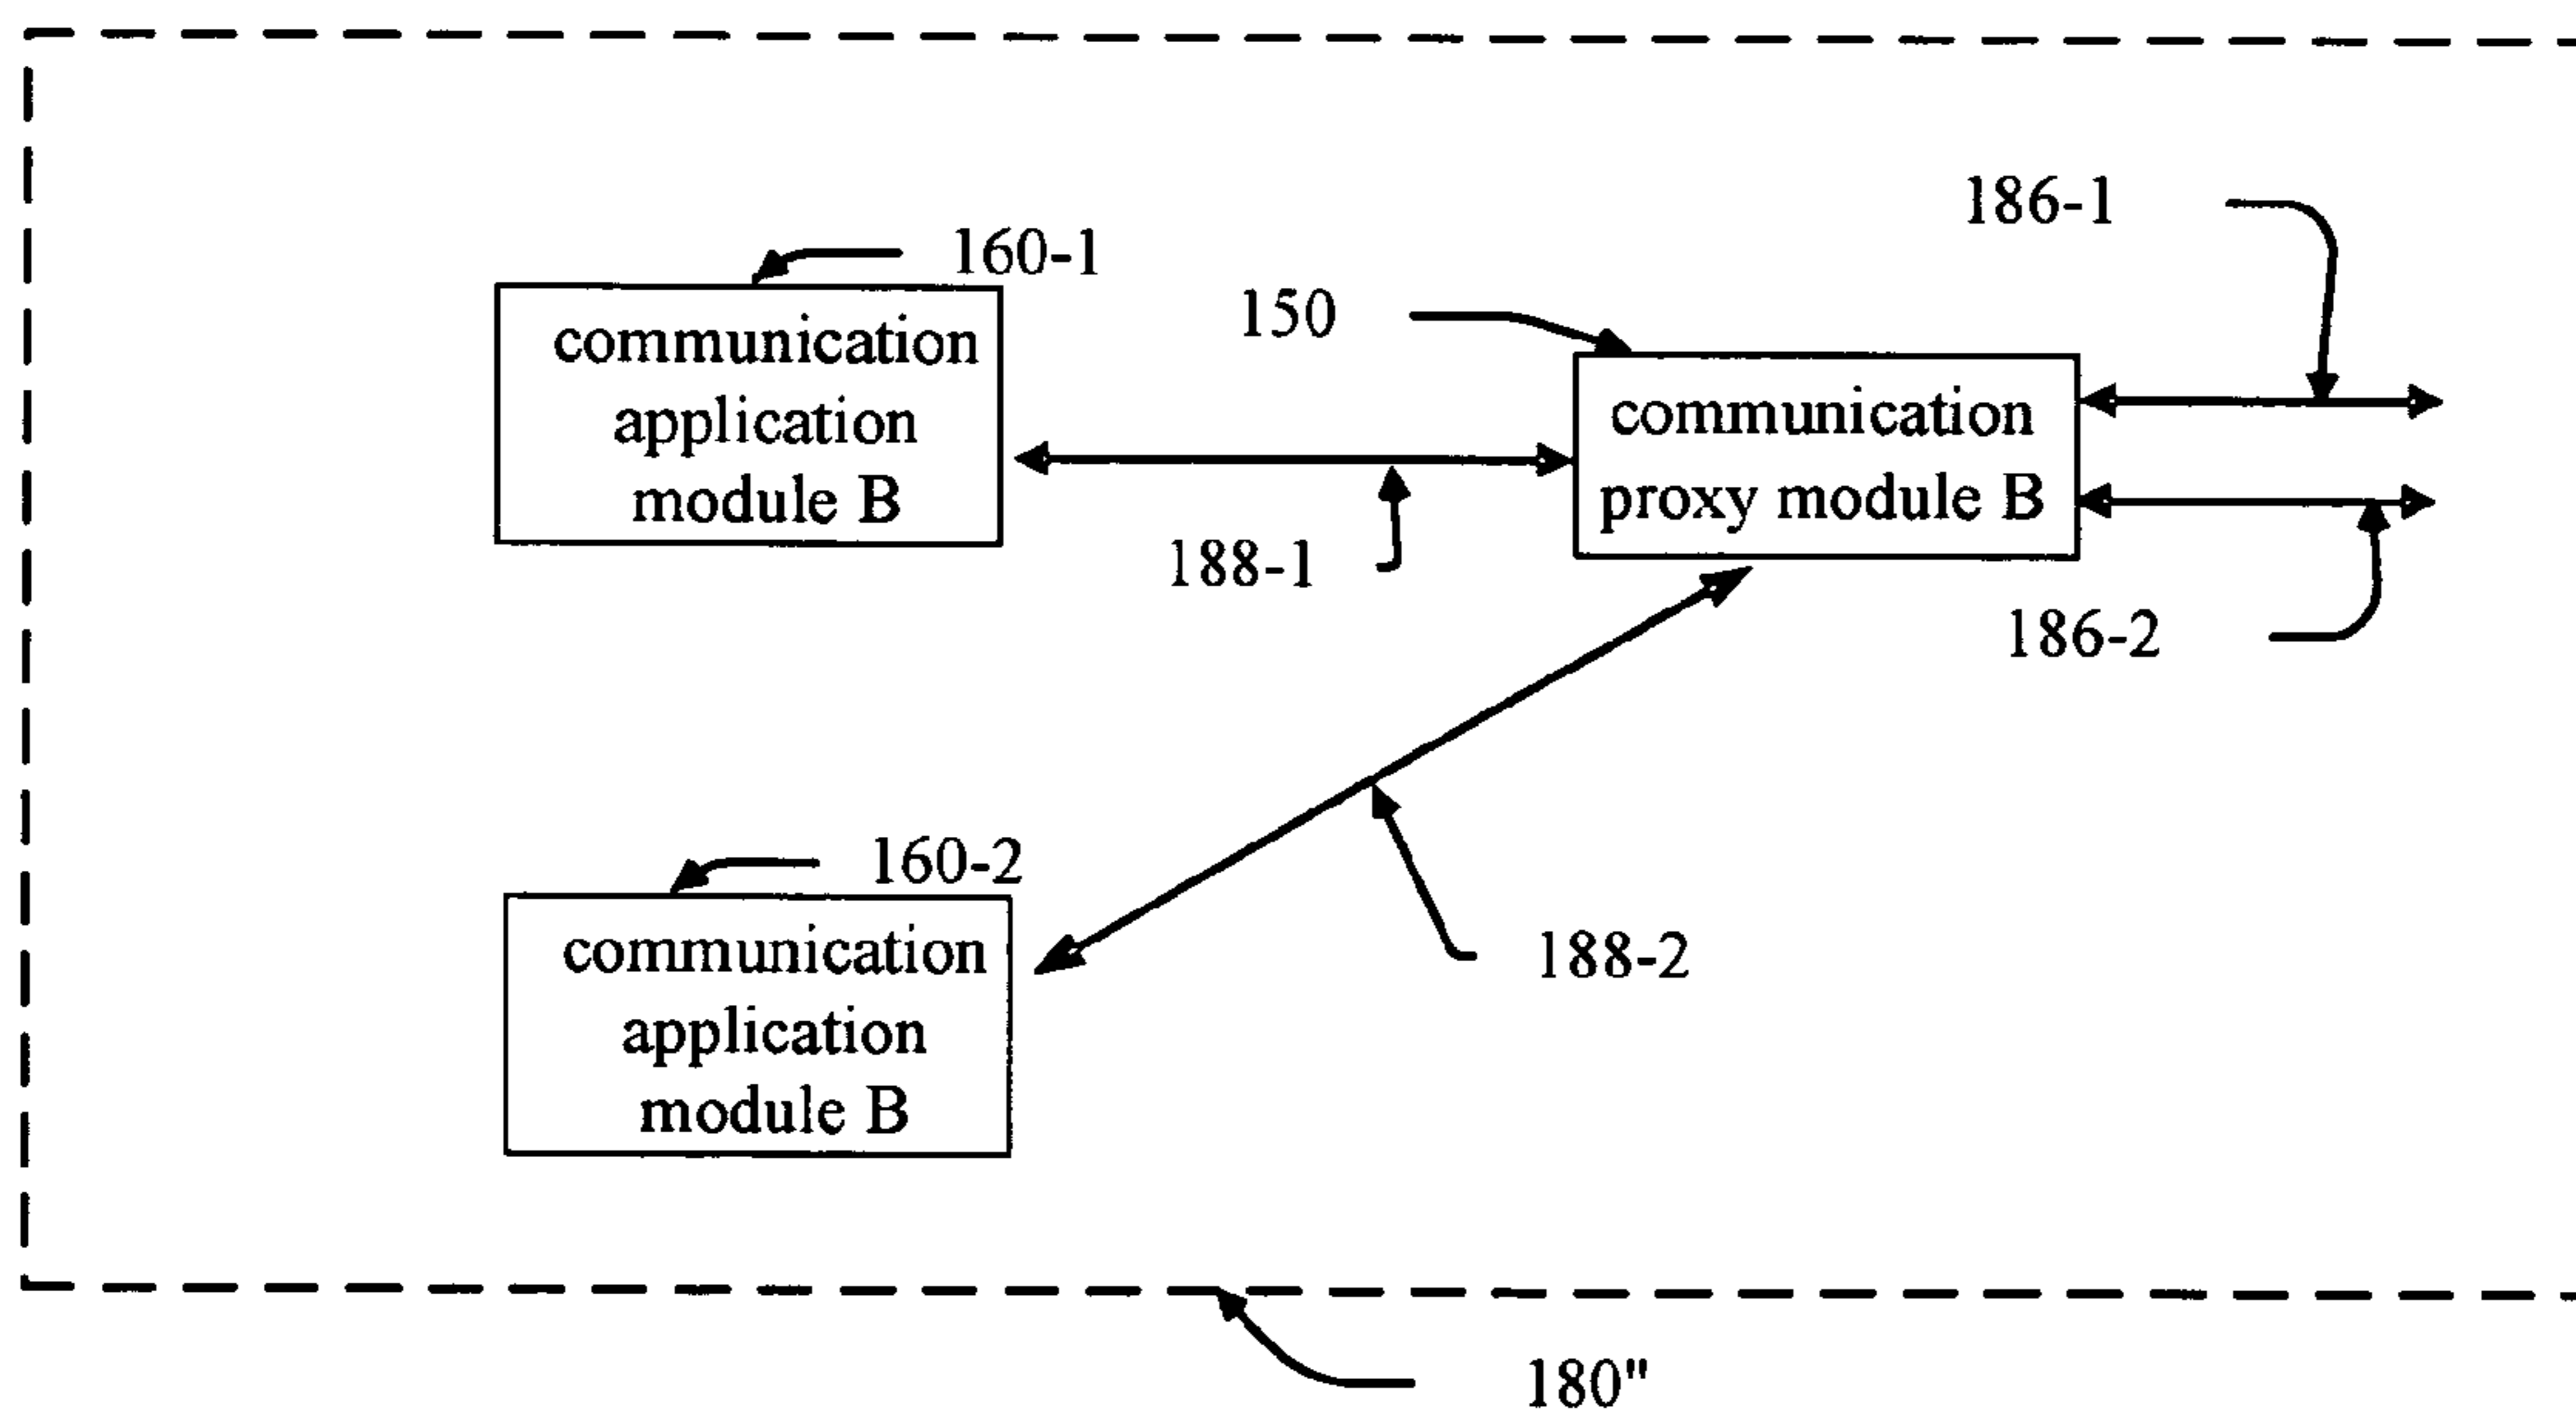 186-1
160-1
150
communication
application
module B
communication
proxy module B
188-1
186-2
160-2
communication
application
module B
188-2
180"